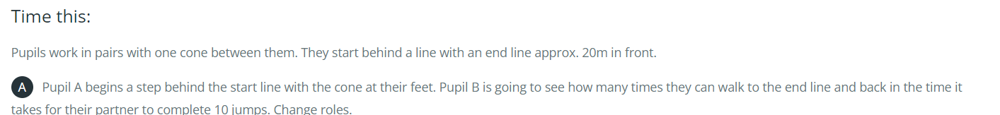 Time this:
Pupils work in pairs with one cone between them. They start behind a line with an end line approx. 20m in front.
A Pupil A begins a step behind the start line with the cone at their feet. Pupil B is going to see how many times they can walk to the end line and back in the time it
takes for their partner to complete 10 jumps. Change roles.